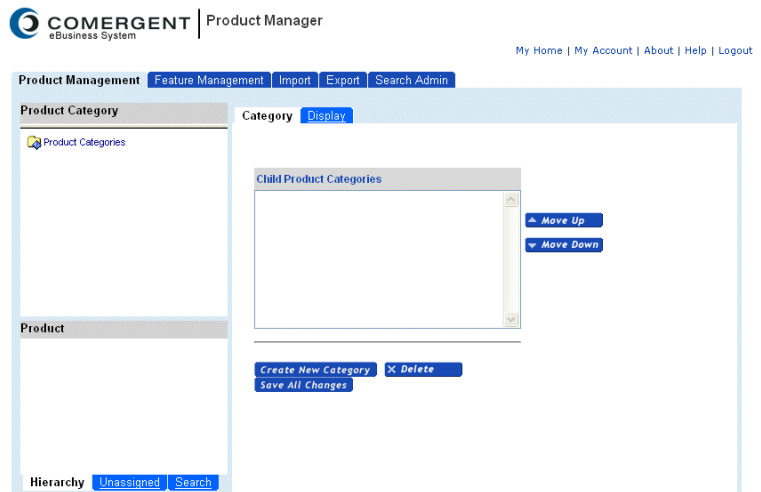 COMERGENT
eBusiness System
Product Manager
My Home | My Account | About | Help | Logout
Product Management Feature Management Import Export Search Admin
Product Category
Category Display
Product Categories
Child Product Categories
Move Up
Move Down
Product
Create New Category X Delete
Save All Changes
Hierarchy Unassigned Search